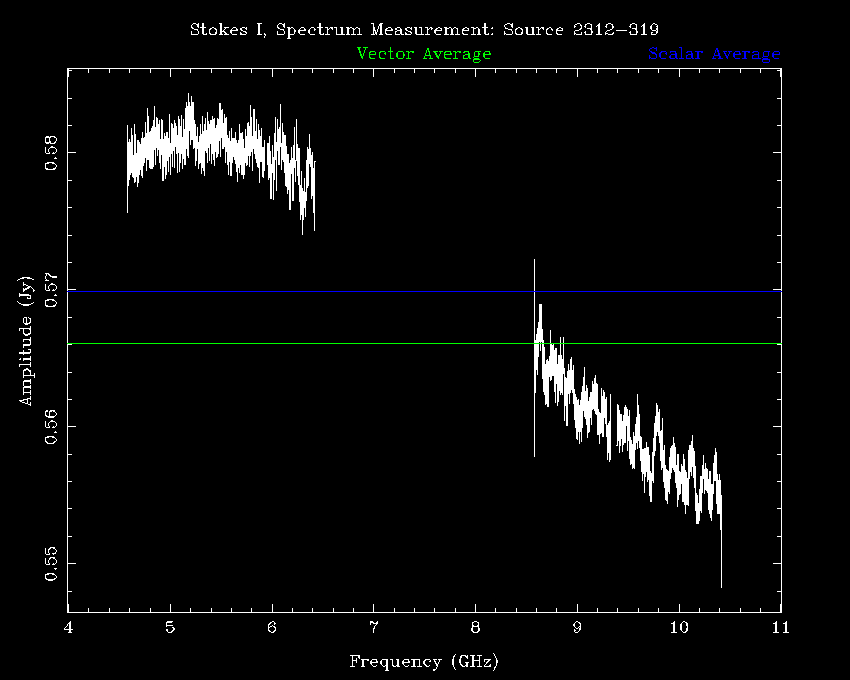 Stokes I, Spectrum Measurement: Source 2312-319
Vector Average Scalar Average
0.58
0.57
0.56
0.55
Amplitude (Jy)
4 5 6 7 8 9 10 11
Frequency (GHz)